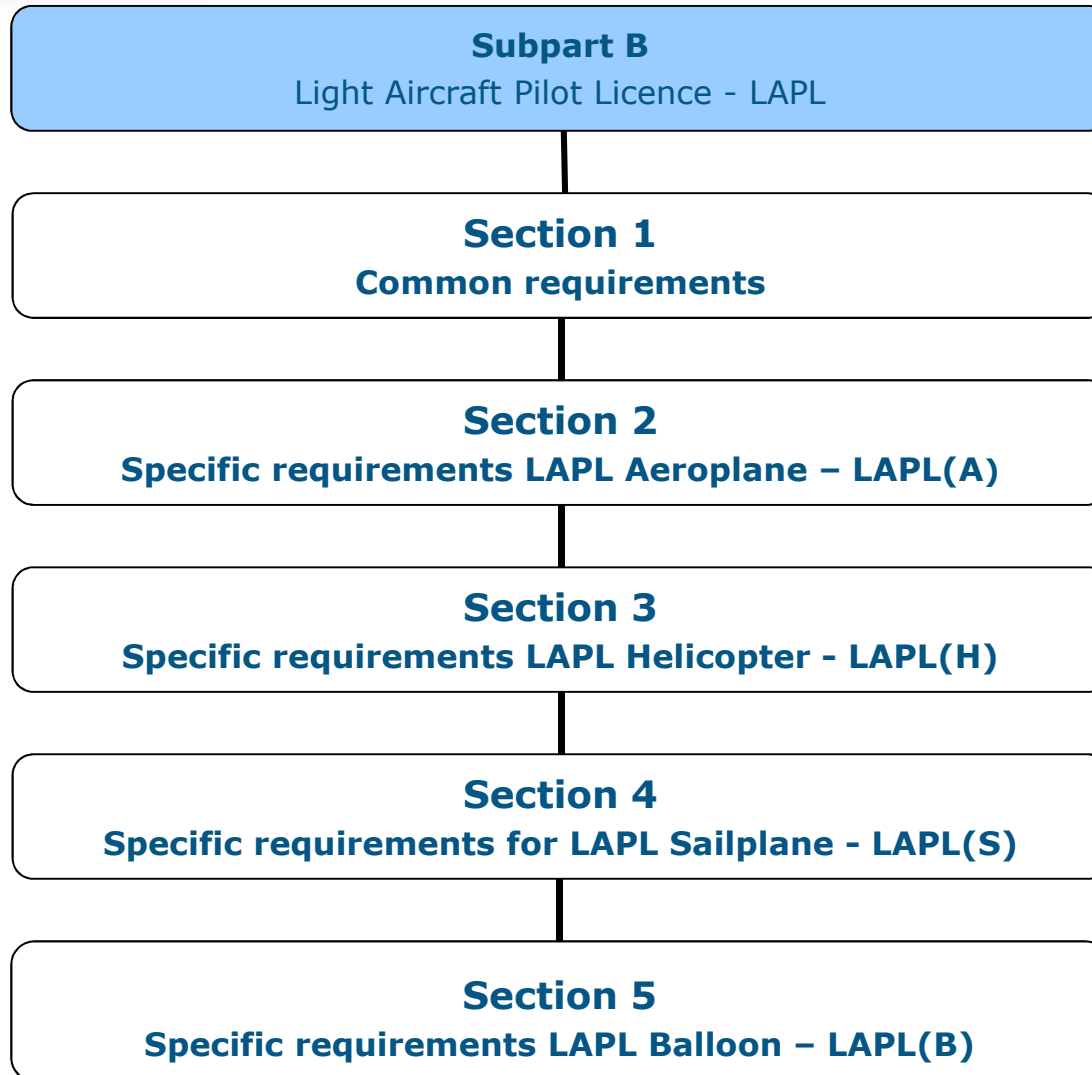 Subpart B
Light Aircraft Pilot Licence - LAPL
Section 1
Common requirements
Section 2
Specific requirements LAPL Aeroplane – LAPL(A)
Section 3
Specific requirements LAPL Helicopter - LAPL(H)
Section 4
Specific requirements for LAPL Sailplane - LAPL(S)
Section 5
Specific requirements LAPL Balloon – LAPL(B)